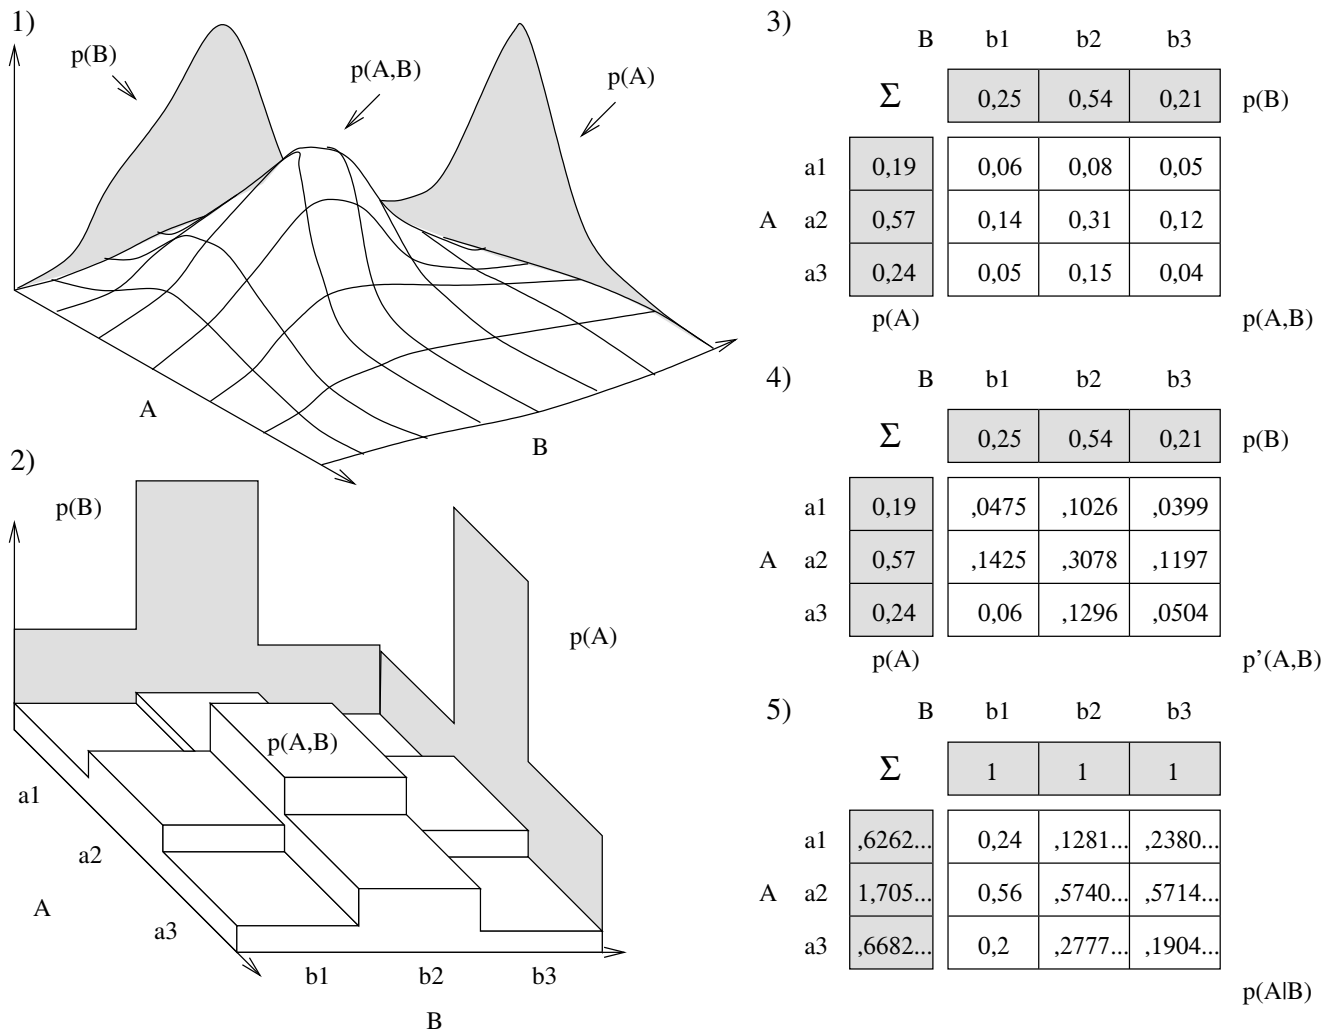 1)
p(B)
p(A,B)
p(A)
A
B
2)
p(B)
p(A)
p(A,B)
a1
a2
a3
A
b1 b2 b3
B
3)
B b1 b2 b3
Σ 0,25 0,54 0,21 p(B)
a1 0,19 0,06 0,08 0,05
A a2 0,57 0,14 0,31 0,12
a3 0,24 0,05 0,15 0,04
p(A) p(A,B)
4)
B b1 b2 b3
Σ 0,25 0,54 0,21 p(B)
a1 0,19 ,0475 ,1026 ,0399
A a2 0,57 ,1425 ,3078 ,1197
a3 0,24 0,06 ,1296 ,0504
p(A) p'(A,B)
5)
B b1 b2 b3
Σ 1 1 1
a1 ,6262... 0,24 ,1281... ,2380...
A a2 1,705... 0,56 ,5740... ,5714...
a3 ,6682... 0,2 ,2777... ,1904...
p(A|B)